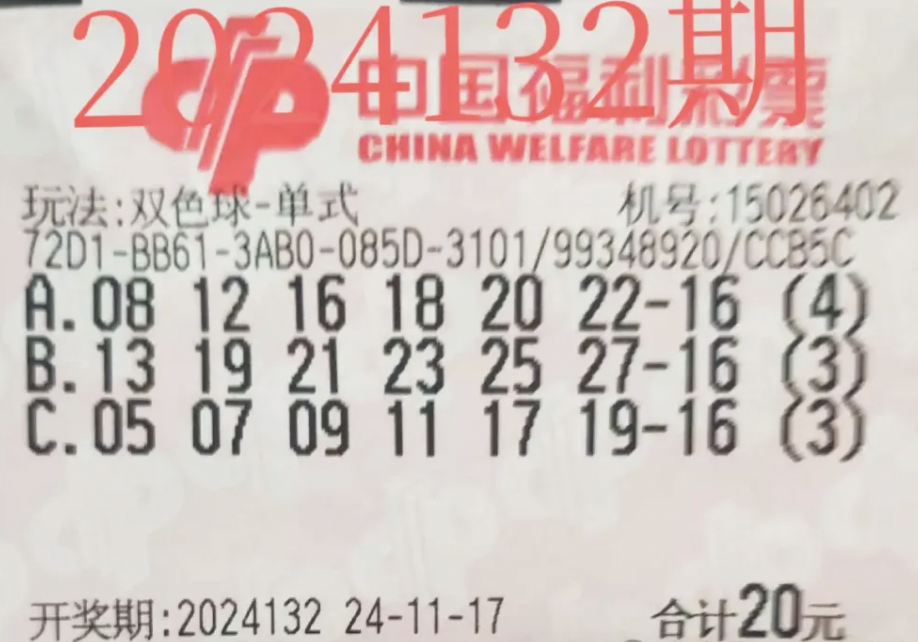 2024132期
中国福利彩票
CHINA WELFARE LOTTERY
玩法:双色球-单式 机号:15026402
72D1-BB61-3AB0-085D-3101/99348920/CCB5C
A.08 12 16 18 20 22-16 (4)
B.13 19 21 23 25 27-16 (3)
C.05 07 09 11 17 19-16 (3)
开奖期:2024132 24-11-17 合计20元